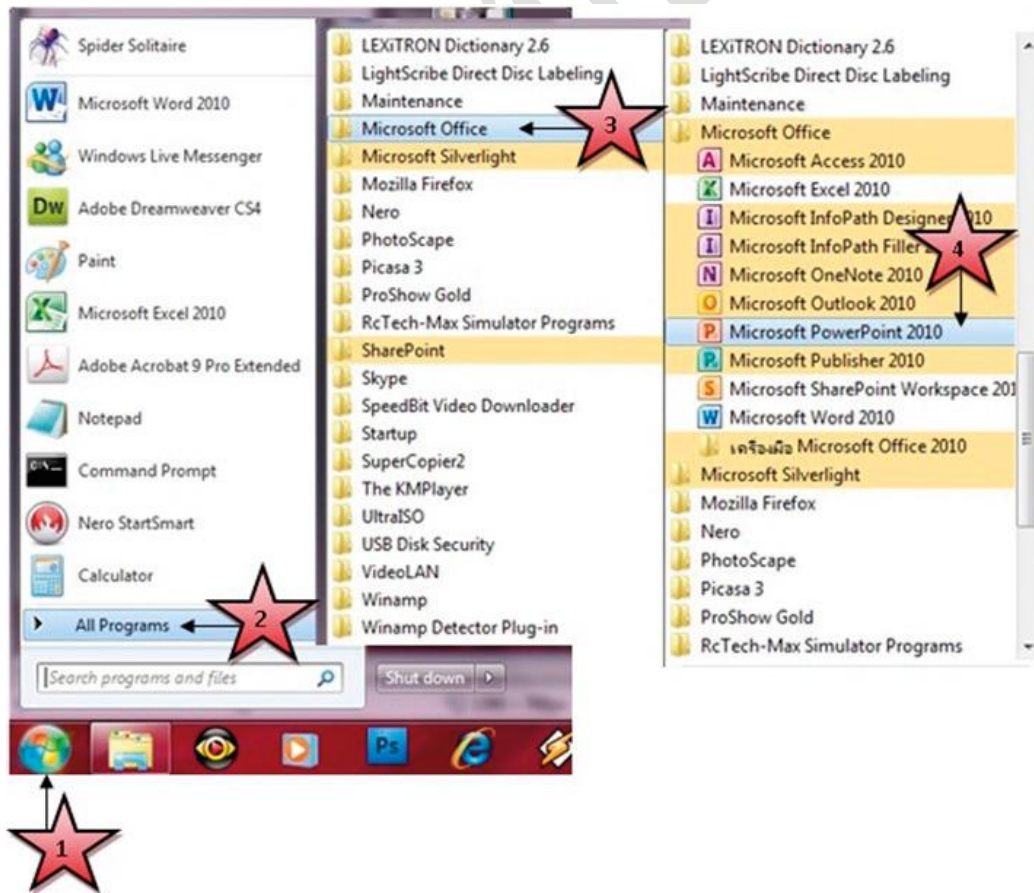 Spider Solitaire
Microsoft Word 2010
Windows Live Messenger
Dw
Adobe Dreamweaver CS4
Paint
Microsoft Excel 2010
Adobe Acrobat 9 Pro Extended
Notepad
Command Prompt
Nero StartSmart
Calculator
All Programs
2
Search programs and files
Shut down
Ps
1
LEXiTRON Dictionary 2.6
LightScribe Direct Disc Labeling
Maintenance
Microsoft Office
3
Microsoft Silverlight
Mozilla Firefox
Nero
PhotoScape
Picasa 3
ProShow Gold
RcTech-Max Simulator Programs
SharePoint
Skype
SpeedBit Video Downloader
Startup
SuperCopier2
The KMPlayer
UltraISO
USB Disk Security
VideoLAN
Winamp
Winamp Detector Plug-in
LEXiTRON Dictionary 2.6
LightScribe Direct Disc Labeling
Maintenance
Microsoft Office
Microsoft Access 2010
Microsoft Excel 2010
Microsoft InfoPath Designer 2010
Microsoft InfoPath Filler
4
Microsoft OneNote 2010
Microsoft Outlook 2010
Microsoft PowerPoint 2010
Microsoft Publisher 2010
Microsoft SharePoint Workspace 201
Microsoft Word 2010
เครื่องมือ Microsoft Office 2010
Microsoft Silverlight
Mozilla Firefox
Nero
PhotoScape
Picasa 3
ProShow Gold
RcTech-Max Simulator Programs